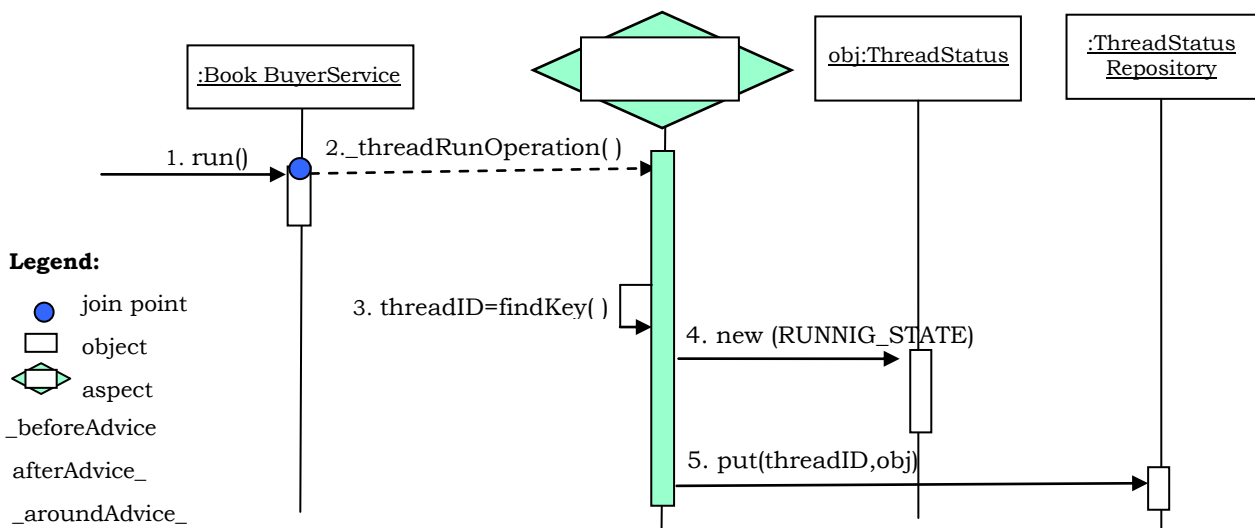 :Book BuyerService
obj:ThreadStatus
:ThreadStatus
Repository
1. run()
2._threadRunOperation( )
3. threadID=findKey( )
4. new (RUNNIG_STATE)
5. put(threadID,obj)
Legend:
join point
object
aspect
_beforeAdvice
afterAdvice_
_aroundAdvice_